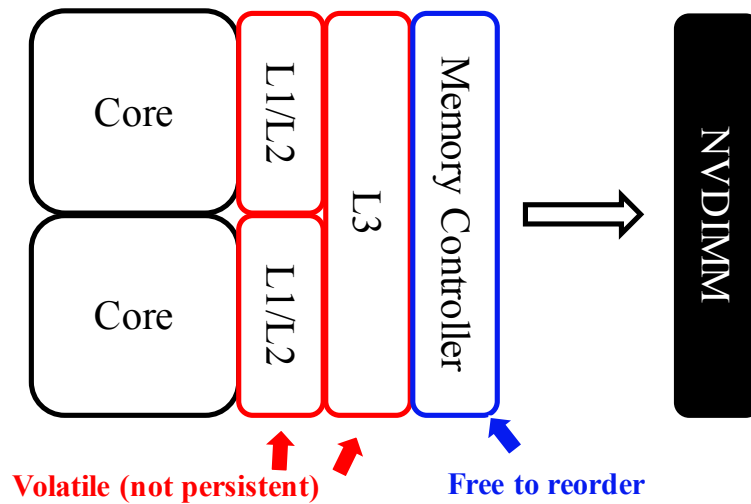 Core
L1/L2
L3
Memory Controller
NVDIMM
Core
L1/L2
Volatile (not persistent)
Free to reorder